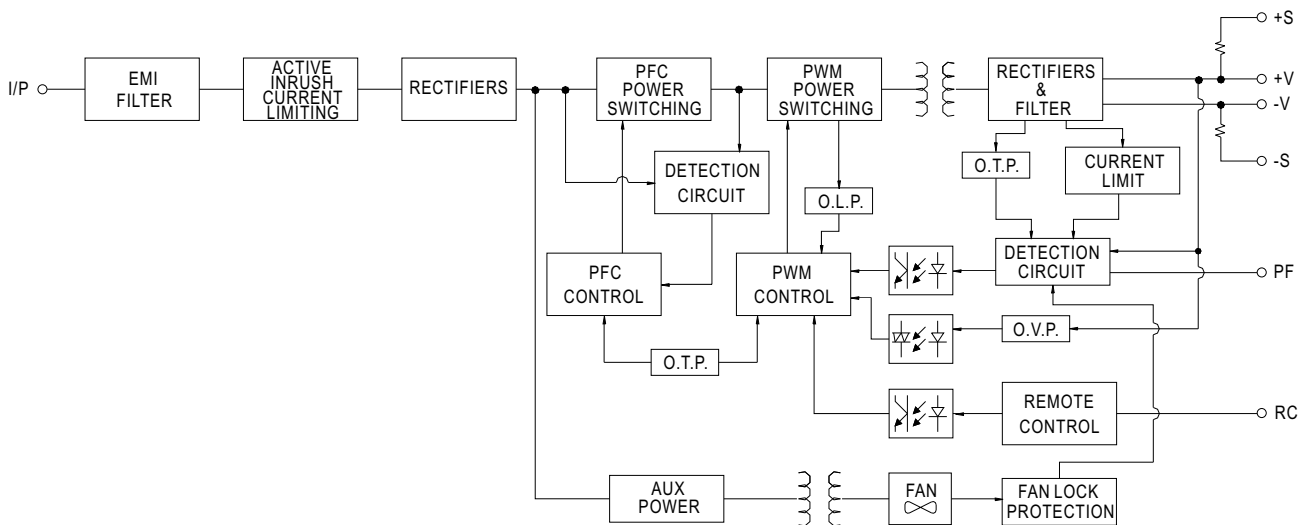 +S
I/P
EMI
FILTER
ACTIVE
INRUSH
CURRENT
LIMITING
RECTIFIERS
PFC
POWER
SWITCHING
PWM
POWER
SWITCHING
RECTIFIERS
&
FILTER
+V
-V
-S
DETECTION
CIRCUIT
O.T.P.
CURRENT
LIMIT
O.L.P.
PFC
CONTROL
PWM
CONTROL
DETECTION
CIRCUIT
PF
O.V.P.
O.T.P.
REMOTE
CONTROL
RC
AUX
POWER
FAN
FAN LOCK
PROTECTION